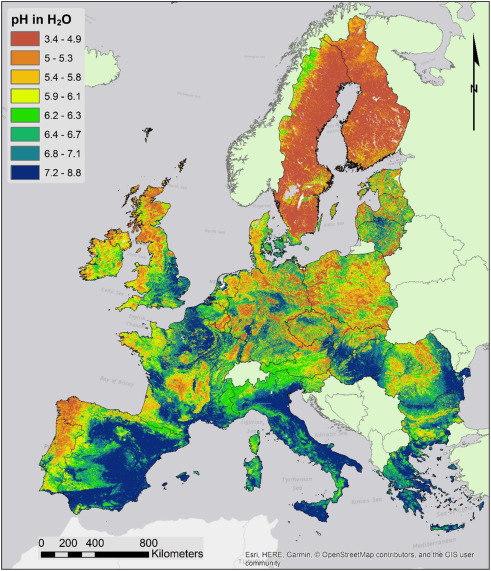 pH in H₂O
3.4 - 4.9
5 - 5.3
5.4 - 5.8
5.9 - 6.1
6.2 - 6.3
6.4 - 6.7
6.8 - 7.1
7.2 - 8.8
N
Bay of Biscay
Tyrrhenian
Sea
0 200 400 800
Kilometers
Esri, HERE, Garmin, © OpenStreetMap contributors, and the GIS user
community